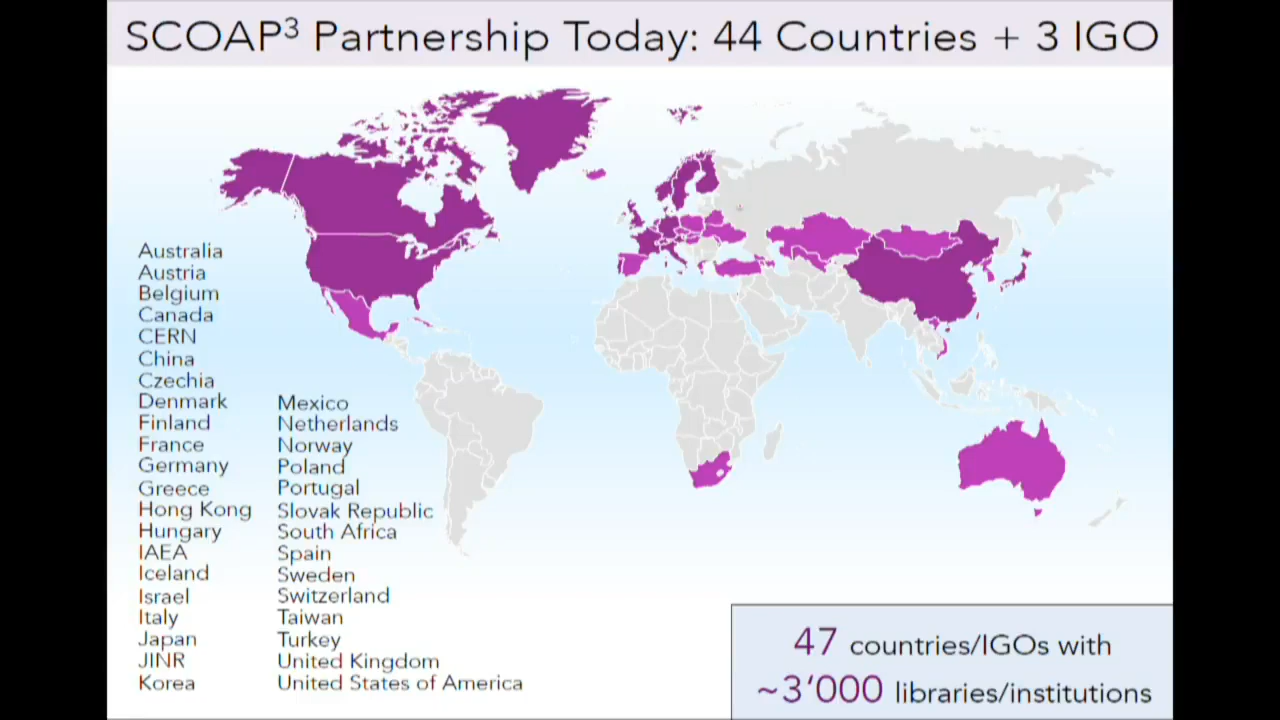 SCOAP³ Partnership Today: 44 Countries + 3 IGO
Australia
Austria
Belgium
Canada
CERN
China
Czechia
Denmark
Finland
France
Germany
Greece
Hong Kong
Hungary
IAEA
Iceland
Israel
Italy
Japan
JINR
Korea
Mexico
Netherlands
Norway
Poland
Portugal
Slovak Republic
South Africa
Spain
Sweden
Switzerland
Taiwan
Turkey
United Kingdom
United States of America
47 countries/IGOs with
~3‘000 libraries/institutions